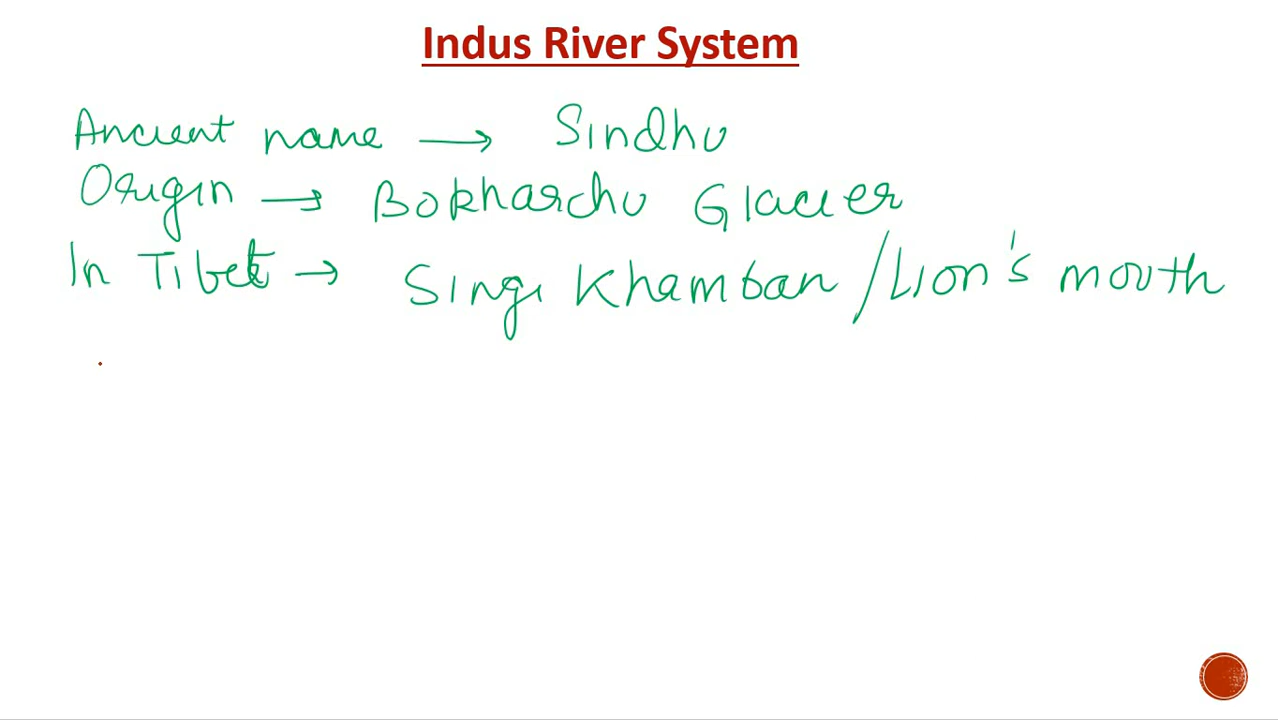 Indus River System
Ancient name → Sindhu
Origin → Bokharchu Glacier
In Tibet → Singi Khamban / Lion's mouth